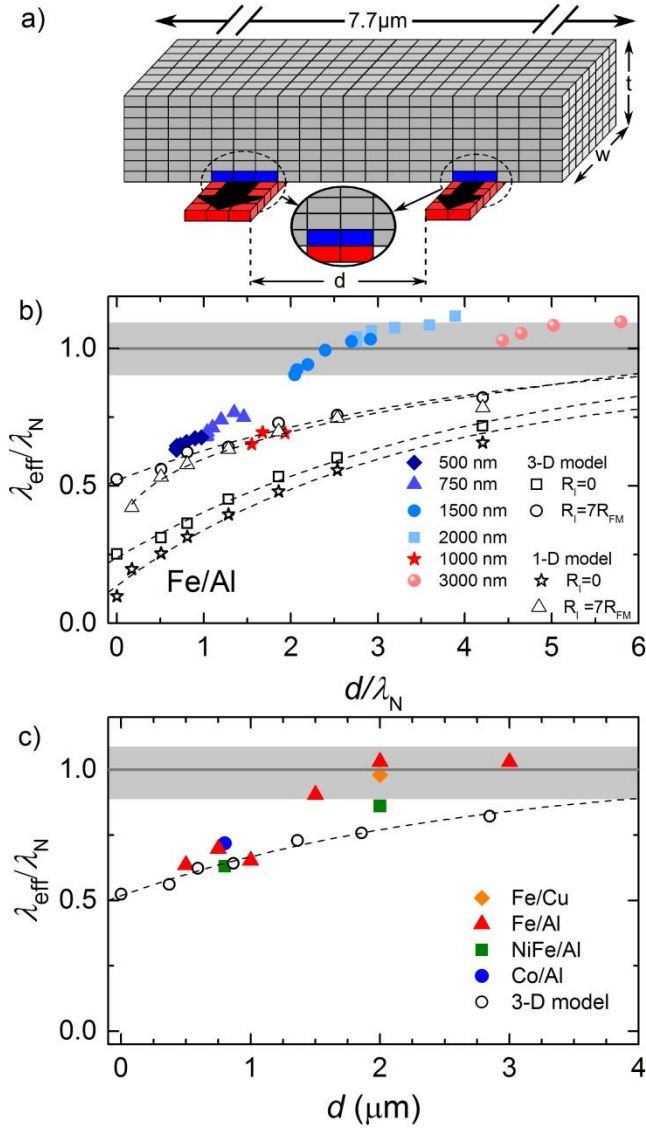 a)
7.7µm
t
w
d
b)
1.0
0.5
0.0
λeff/λN
Fe/Al
500 nm
750 nm
1500 nm
2000 nm
1000 nm
3000 nm
3-D model
RI=0
RI=7RFM
1-D model
RI=0
RI=7RFM
0 1 2 3 4 5 6
d/λN
c)
1.0
0.5
0.0
λeff/λN
Fe/Cu
Fe/Al
NiFe/Al
Co/Al
3-D model
0 1 2 3 4
d (µm)